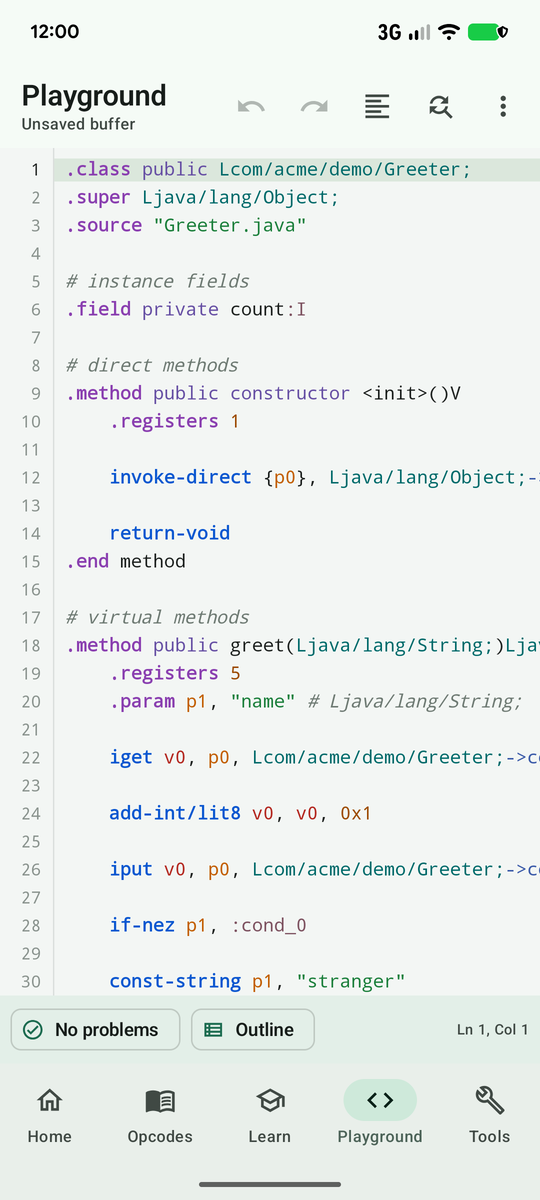 12:00
3G
Playground
Unsaved buffer
1 .class public Lcom/acme/demo/Greeter;
2 .super Ljava/lang/Object;
3 .source "Greeter.java"
4
5 # instance fields
6 .field private count:I
7
8 # direct methods
9 .method public constructor <init>()V
10 .registers 1
11
12 invoke-direct {p0}, Ljava/lang/Object;-
13
14 return-void
15 .end method
16
17 # virtual methods
18 .method public greet(Ljava/lang/String;)Lja
19 .registers 5
20 .param p1, "name" # Ljava/lang/String;
21
22 iget v0, p0, Lcom/acme/demo/Greeter;->c
23
24 add-int/lit8 v0, v0, 0x1
25
26 iput v0, p0, Lcom/acme/demo/Greeter;->c
27
28 if-nez p1, :cond_0
29
30 const-string p1, "stranger"
No problems
Outline
Ln 1, Col 1
Home
Opcodes
Learn
Playground
Tools